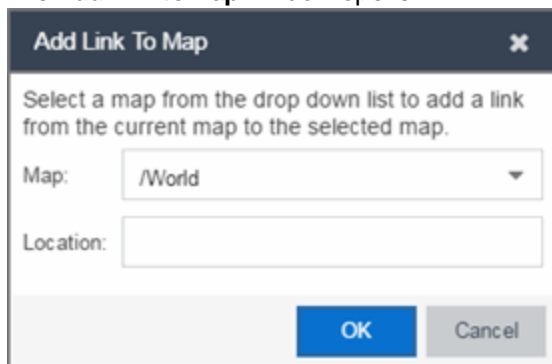 Add Link To Map
Select a map from the drop down list to add a link
from the current map to the selected map.
Map: /World
Location:
OK Cancel